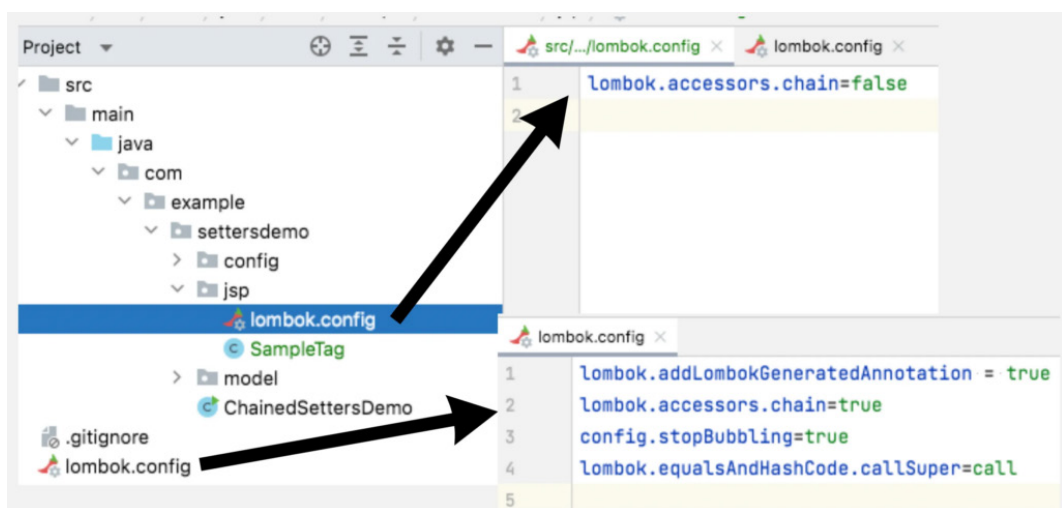 Project
src
main
java
com
example
settersdemo
config
jsp
lombok.config
SampleTag
model
ChainedSettersDemo
.gitignore
lombok.config
src/.../lombok.config
lombok.config
1 lombok.accessors.chain=false
2
lombok.config
1 lombok.addLombokGeneratedAnnotation = true
2 lombok.accessors.chain=true
3 config.stopBubbling=true
4 lombok.equalsAndHashCode.callSuper=call
5